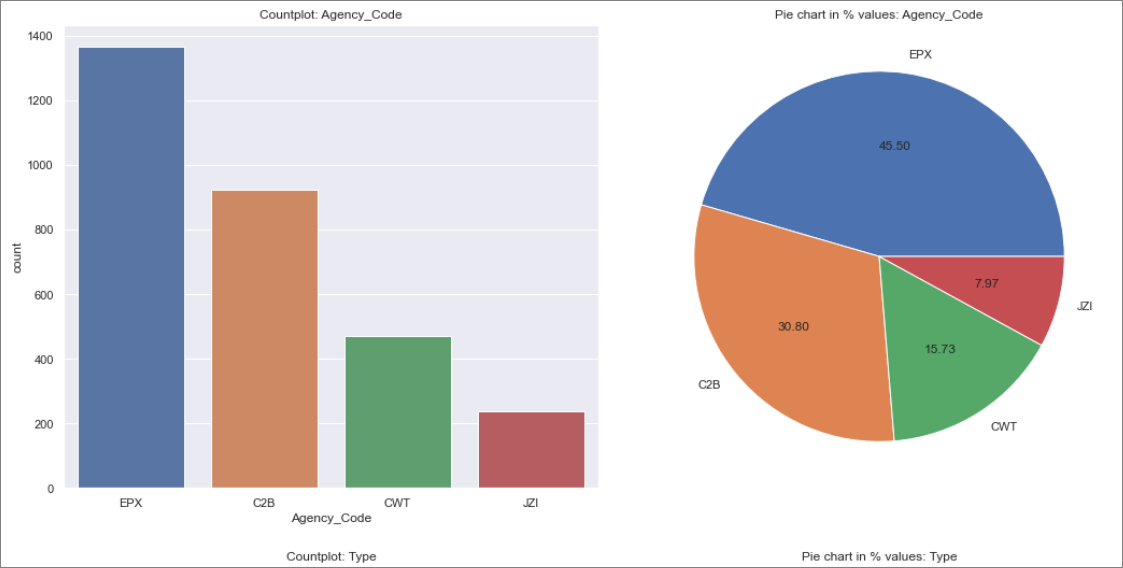 Countplot: Agency_Code
1400
1200
1000
800
600
400
200
0
count
EPX C2B CWT JZI
Agency_Code
Pie chart in % values: Agency_Code
EPX
45.50
7.97
JZI
30.80
15.73
C2B
CWT
Countplot: Type
Pie chart in % values: Type